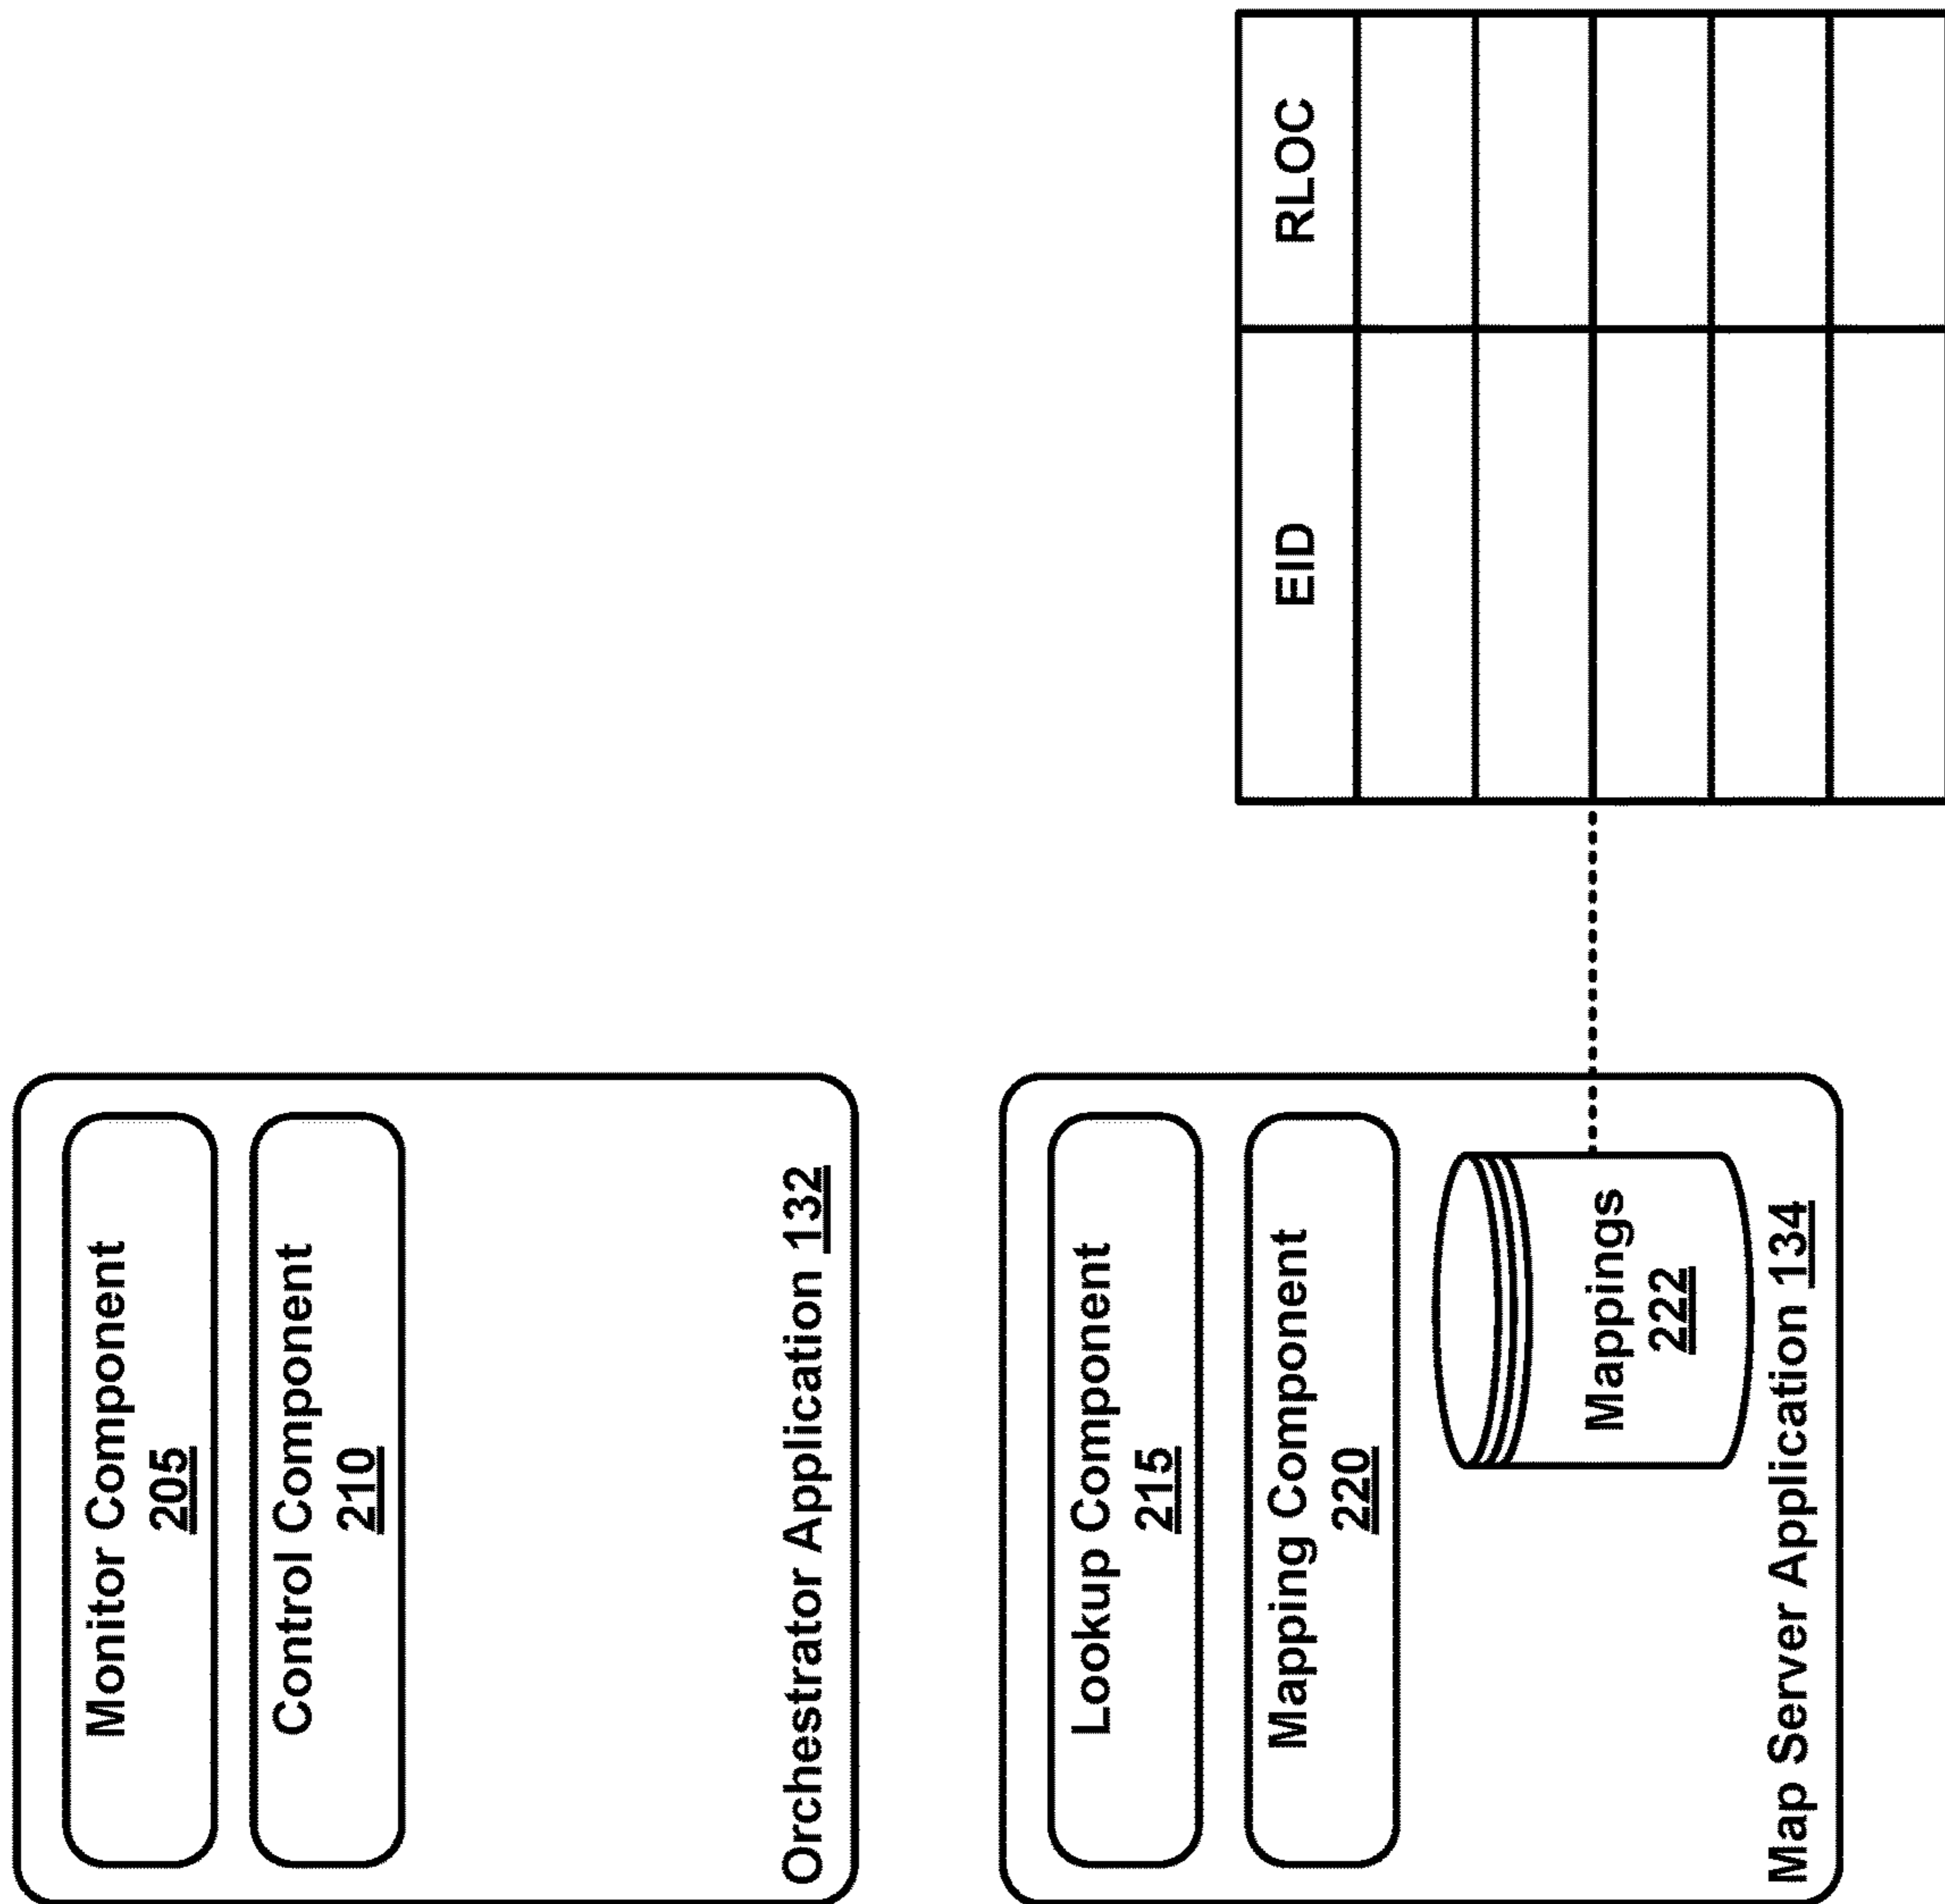 Monitor Component
205
Control Component
210
Orchestrator Application 132
Lookup Component
215
Mapping Component
220
Mappings
222
Map Server Application 134
EID
RLOC